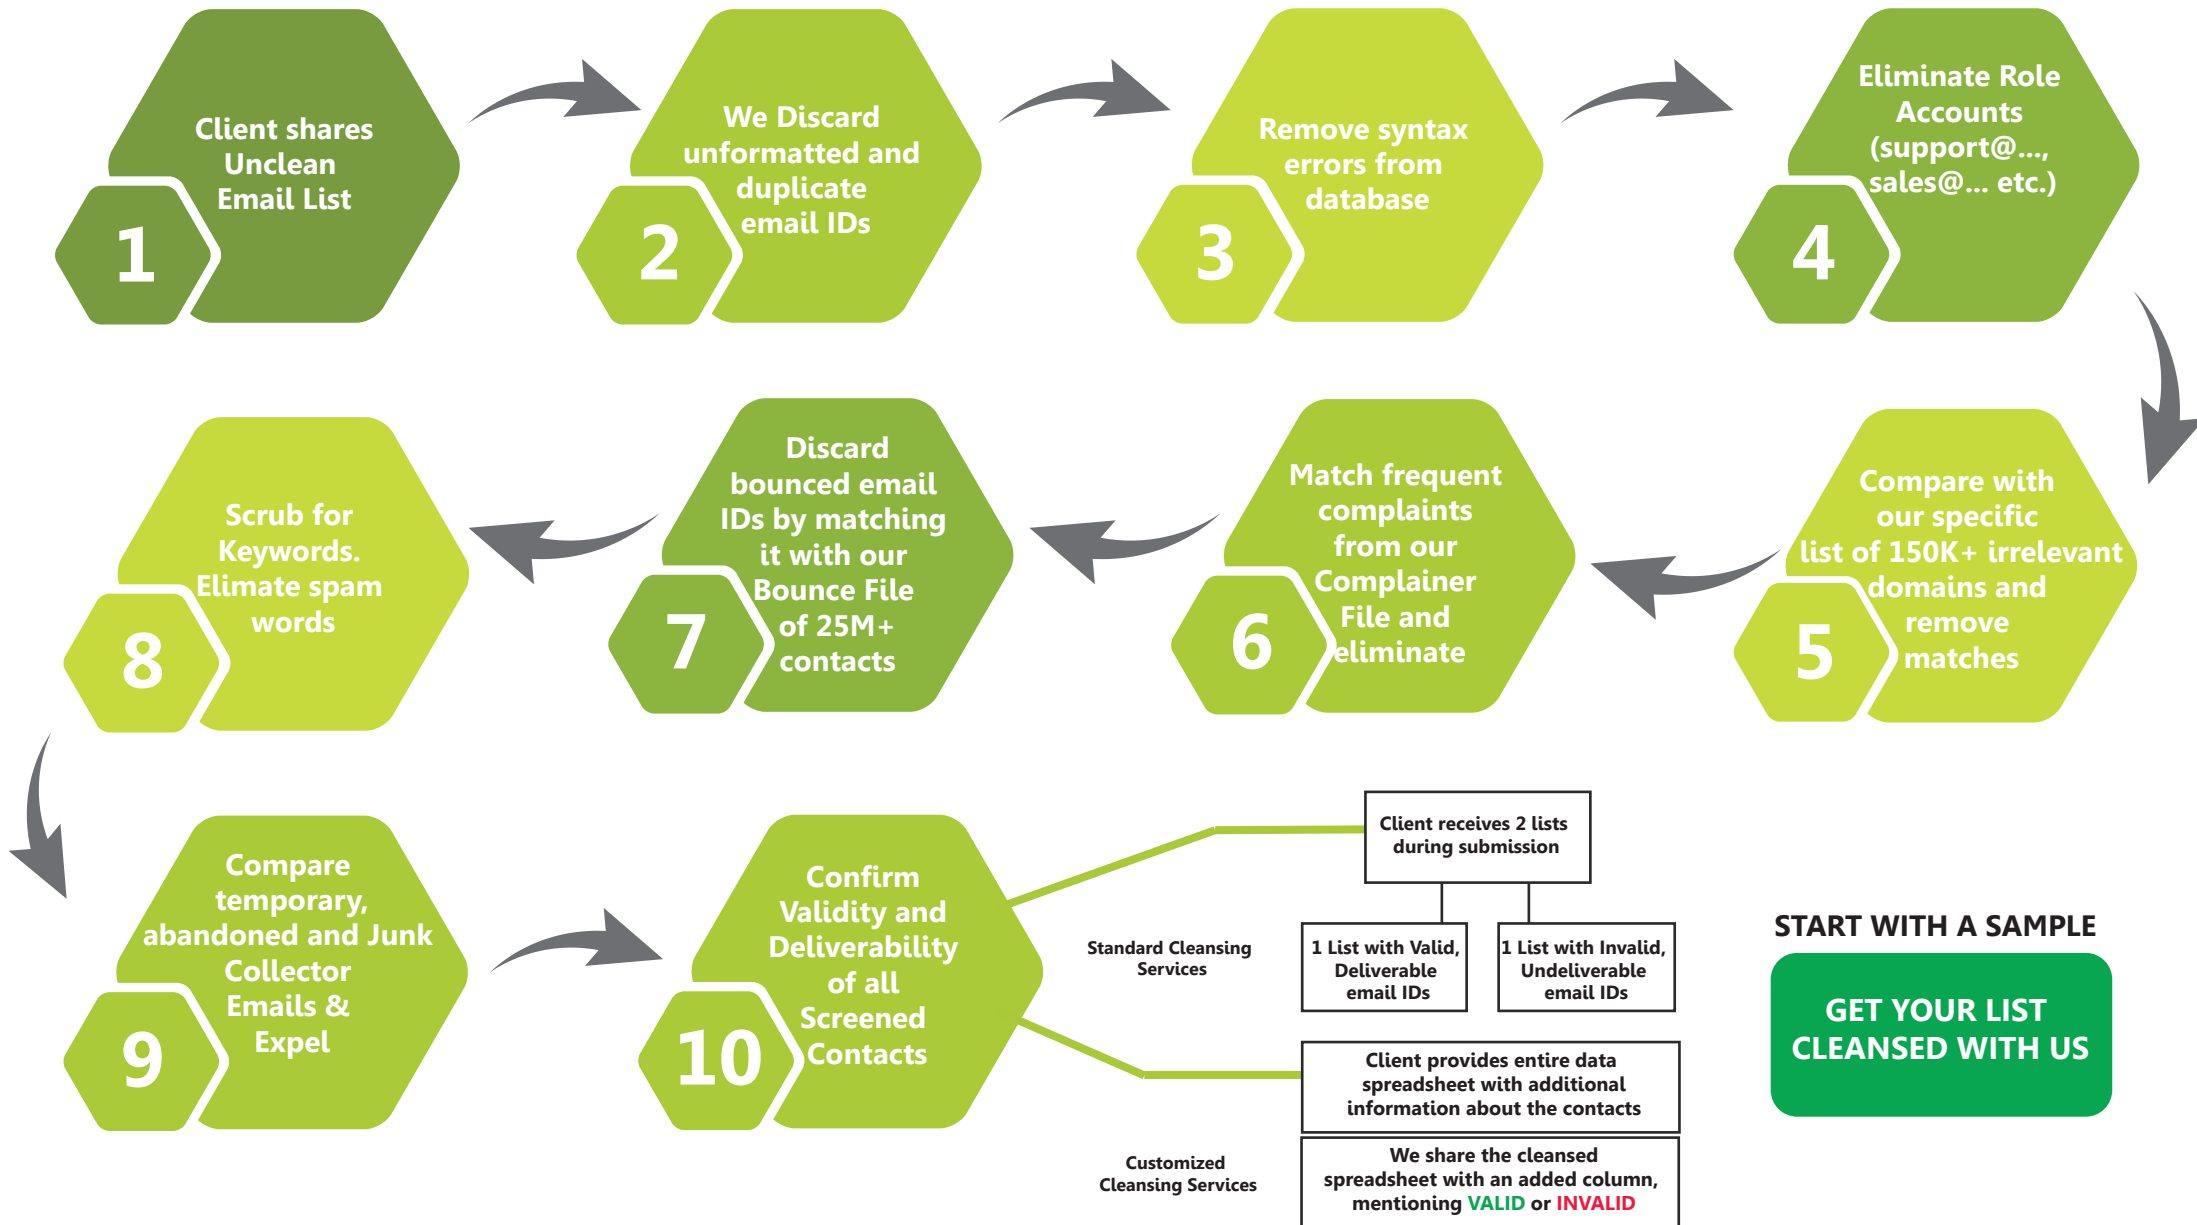 Client shares
Unclean
Email List
1
We Discard
unformatted and
duplicate
email IDs
2
Remove syntax
errors from
database
3
Eliminate Role
Accounts
(support@...,
sales@... etc.)
4
Compare with
our specific
list of 150K+ irrelevant
domains and
remove
matches
5
Match frequent
complaints
from our
Complainer
File and
eliminate
6
Discard
bounced email
IDs by matching
it with our
Bounce File
of 25M+
contacts
7
Scrub for
Keywords.
Elimate spam
words
8
Compare
temporary,
abandoned and Junk
Collector
Emails &
Expel
9
Confirm
Validity and
Deliverability
of all
Screened
Contacts
10
Standard Cleansing
Services
Client receives 2 lists
during submission
1 List with Valid,
Deliverable
email IDs
1 List with Invalid,
Undeliverable
email IDs
Customized
Cleansing Services
Client provides entire data
spreadsheet with additional
information about the contacts
We share the cleansed
spreadsheet with an added column,
mentioning VALID or INVALID
START WITH A SAMPLE
GET YOUR LIST
CLEANSED WITH US